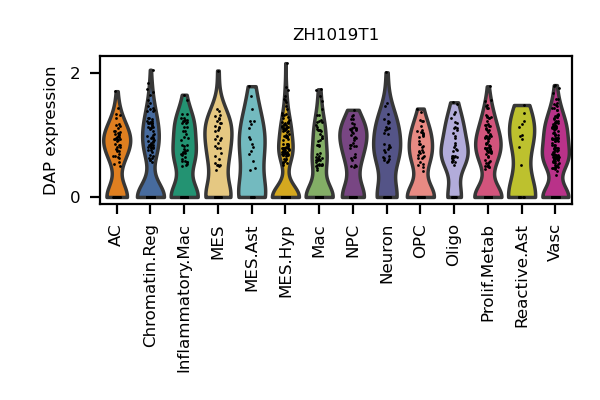 ZH1019T1
DAP expression
2
0
AC
Chromatin.Reg
Inflammatory.Mac
MES
MES.Ast
MES.Hyp
Mac
NPC
Neuron
OPC
Oligo
Prolif.Metab
Reactive.Ast
Vasc